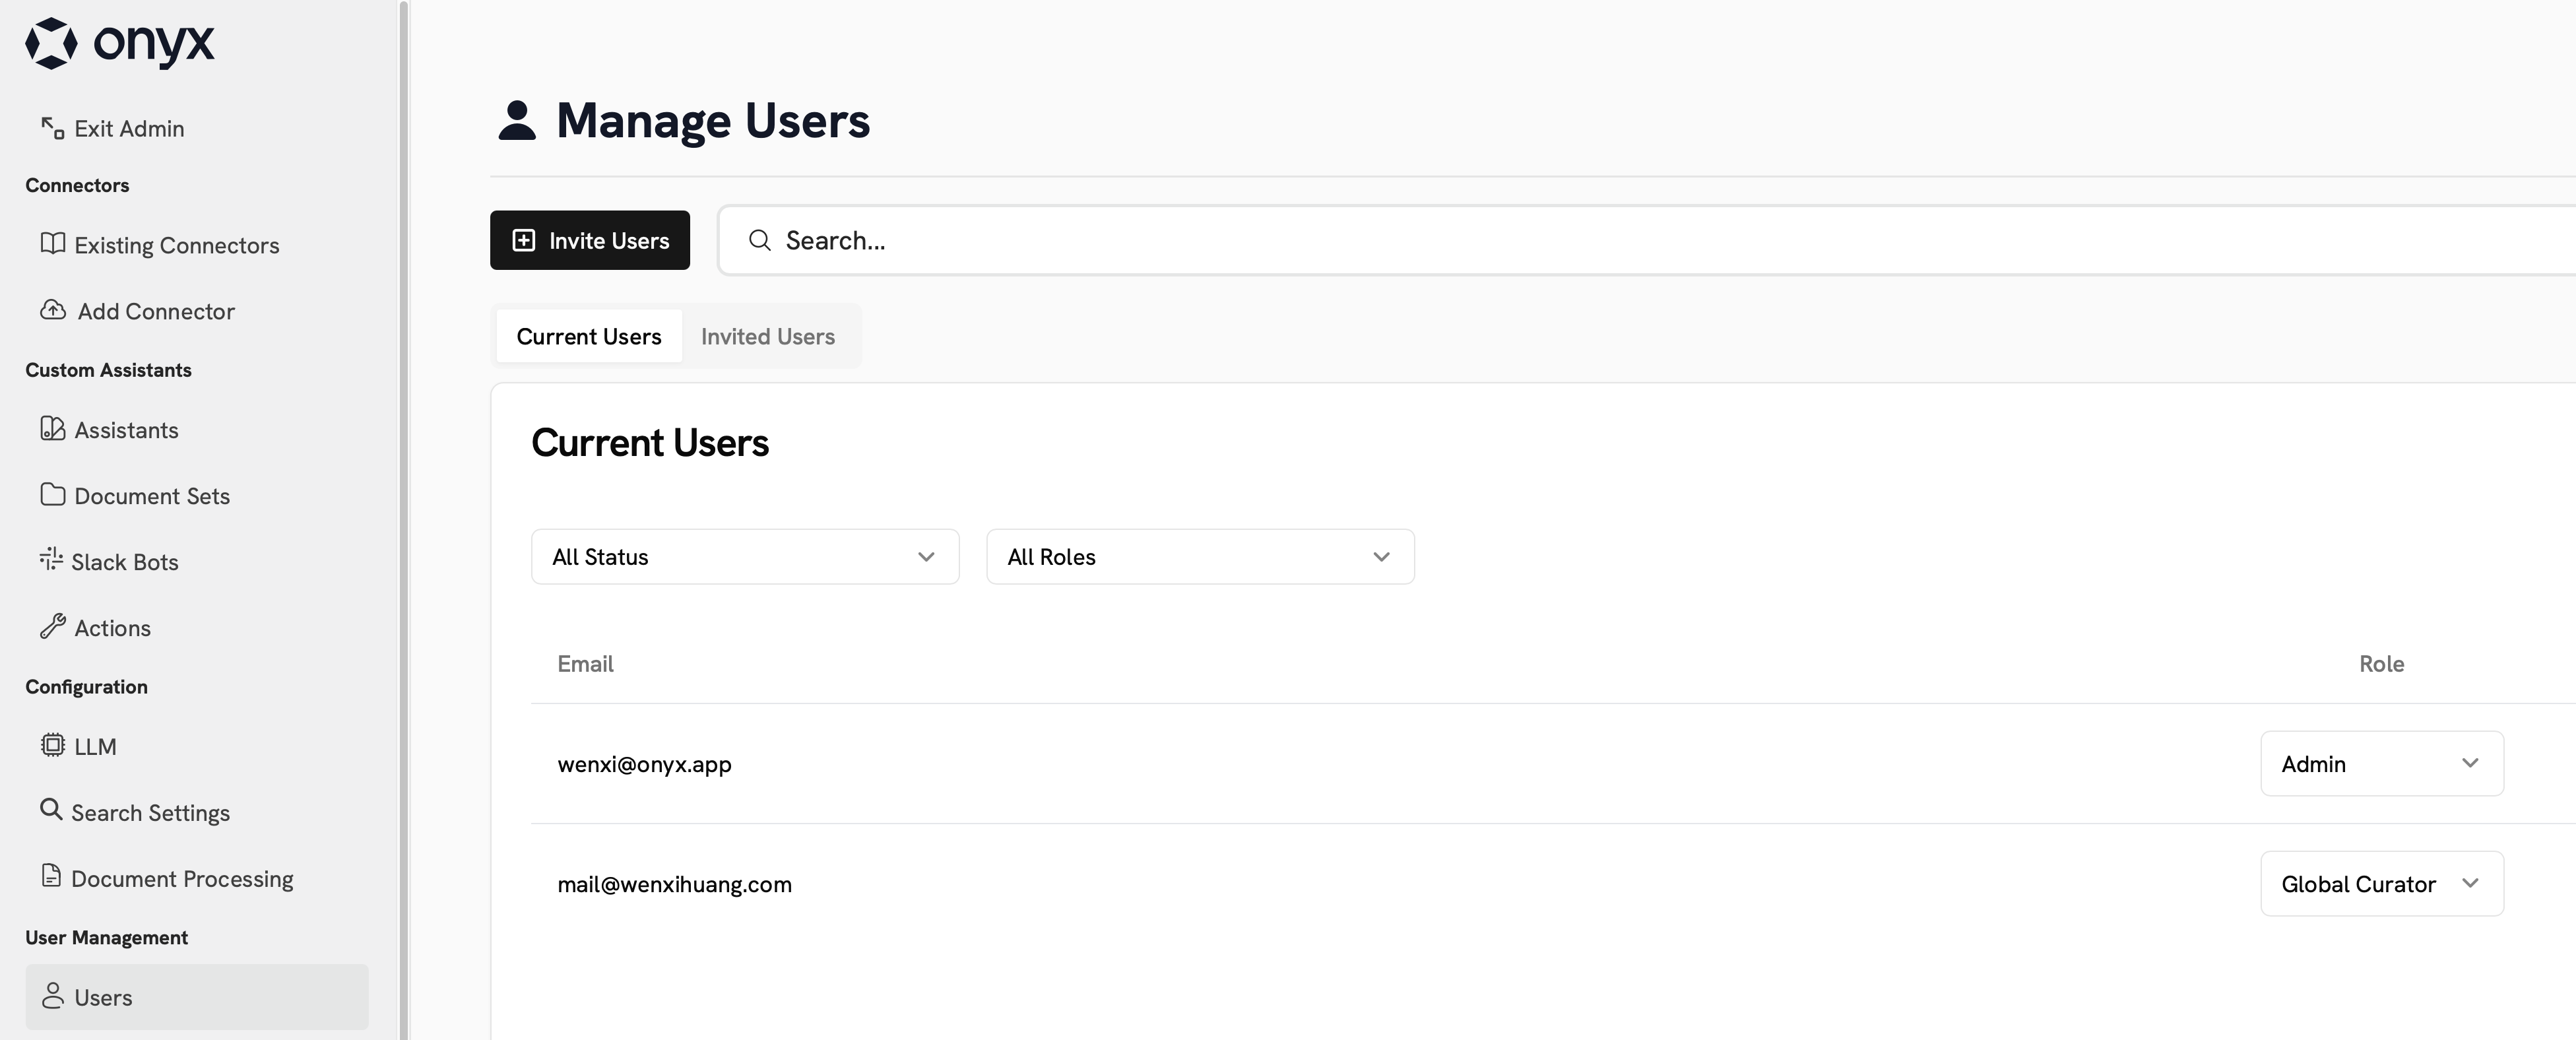 onyx
Exit Admin
Connectors
Existing Connectors
Add Connector
Custom Assistants
Assistants
Document Sets
Slack Bots
Actions
Configuration
LLM
Search Settings
Document Processing
User Management
Users
Manage Users
Invite Users
Search...
Current Users Invited Users
Current Users
All Status All Roles
Email Role
wenxi@onyx.app Admin
mail@wenxihuang.com Global Curator